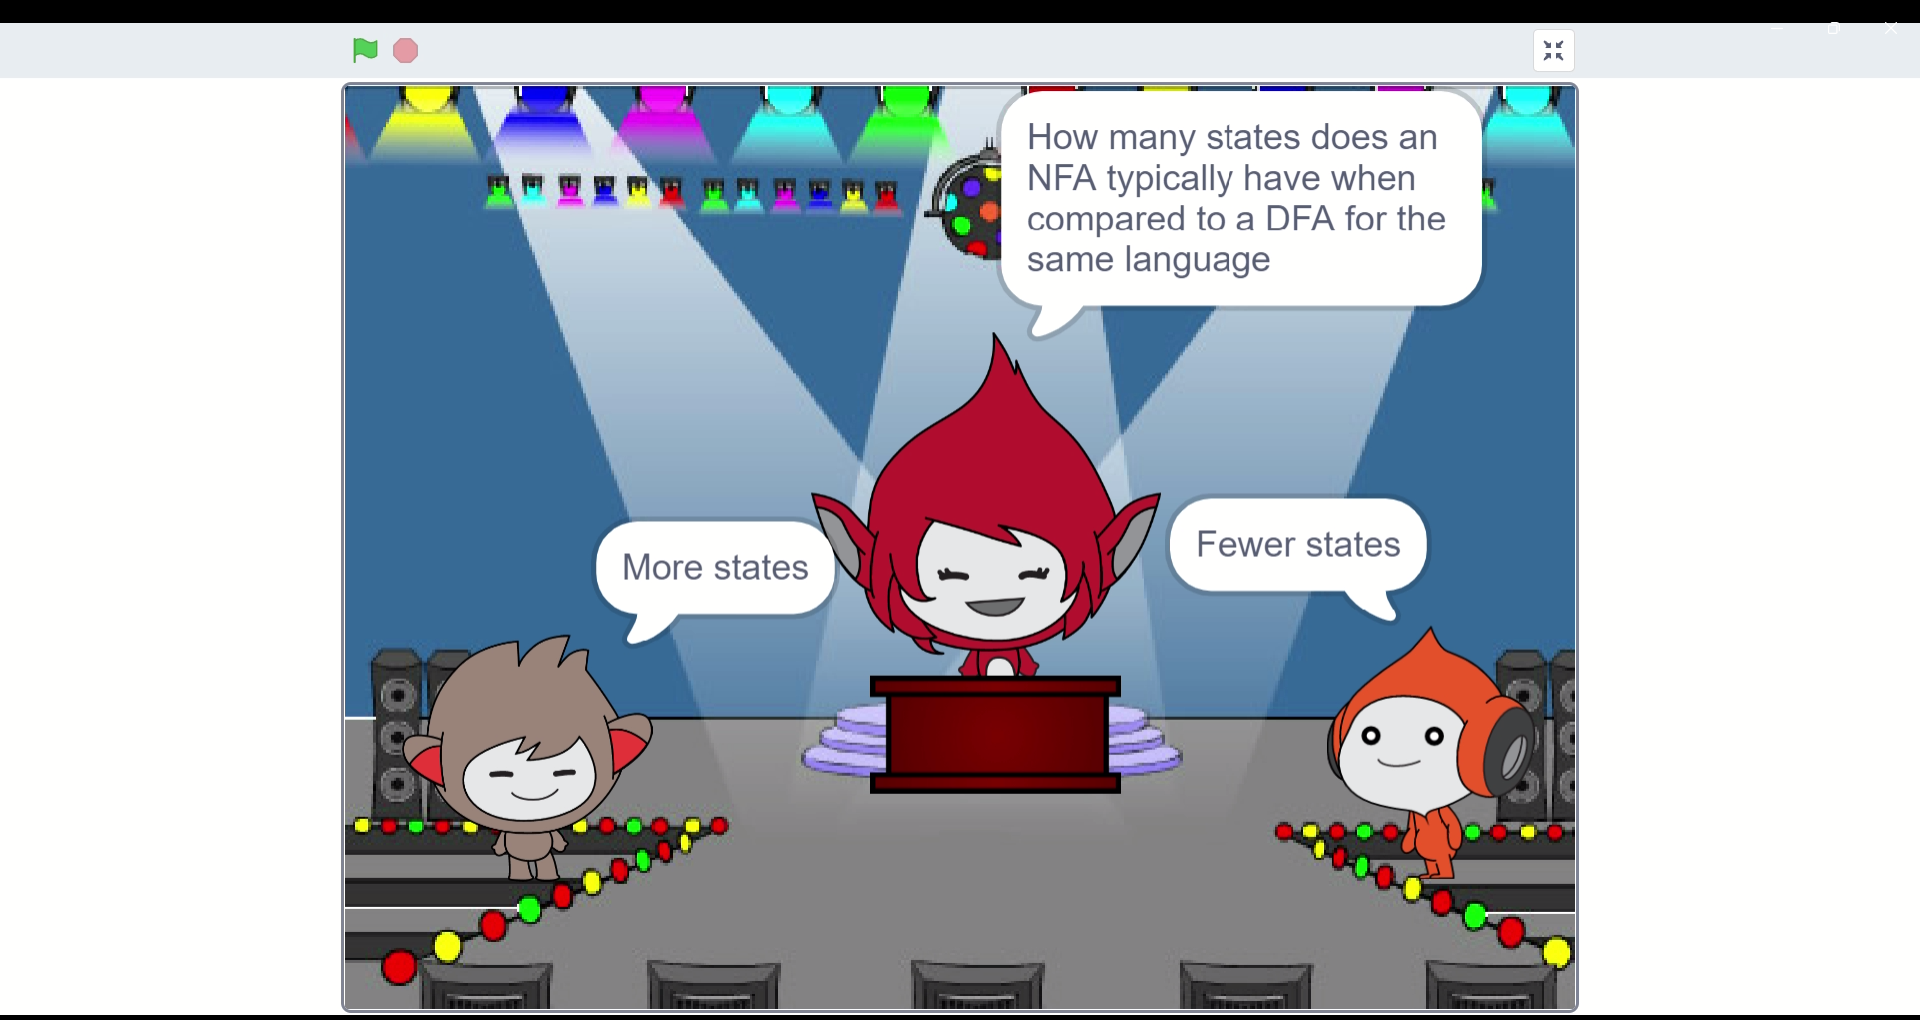 How many states does an
NFA typically have when
compared to a DFA for the
same language
More states
Fewer states